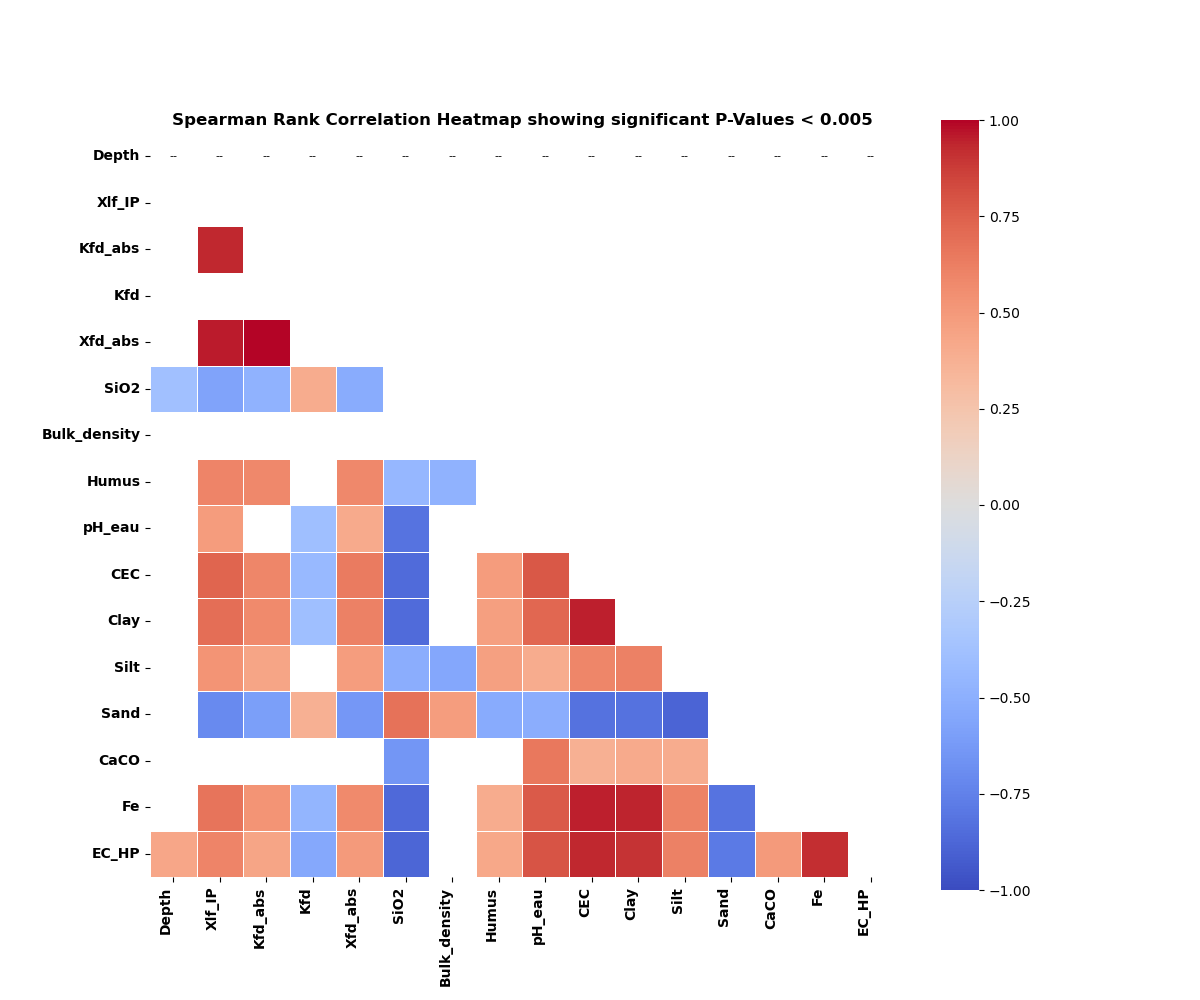 Spearman Rank Correlation Heatmap showing significant P-Values < 0.005
Depth -- -- -- -- -- -- -- -- -- -- -- -- -- -- -- --
Xlf_IP
Kfd_abs
Kfd
Xfd_abs
SiO2
Bulk_density
Humus
pH_eau
CEC
Clay
Silt
Sand
CaCO
Fe
EC_HP
Depth
Xlf_IP
Kfd_abs
Kfd
Xfd_abs
SiO2
Bulk_density
Humus
pH_eau
CEC
Clay
Silt
Sand
CaCO
Fe
EC_HP
1.00
0.75
0.50
0.25
0.00
−0.25
−0.50
−0.75
−1.00